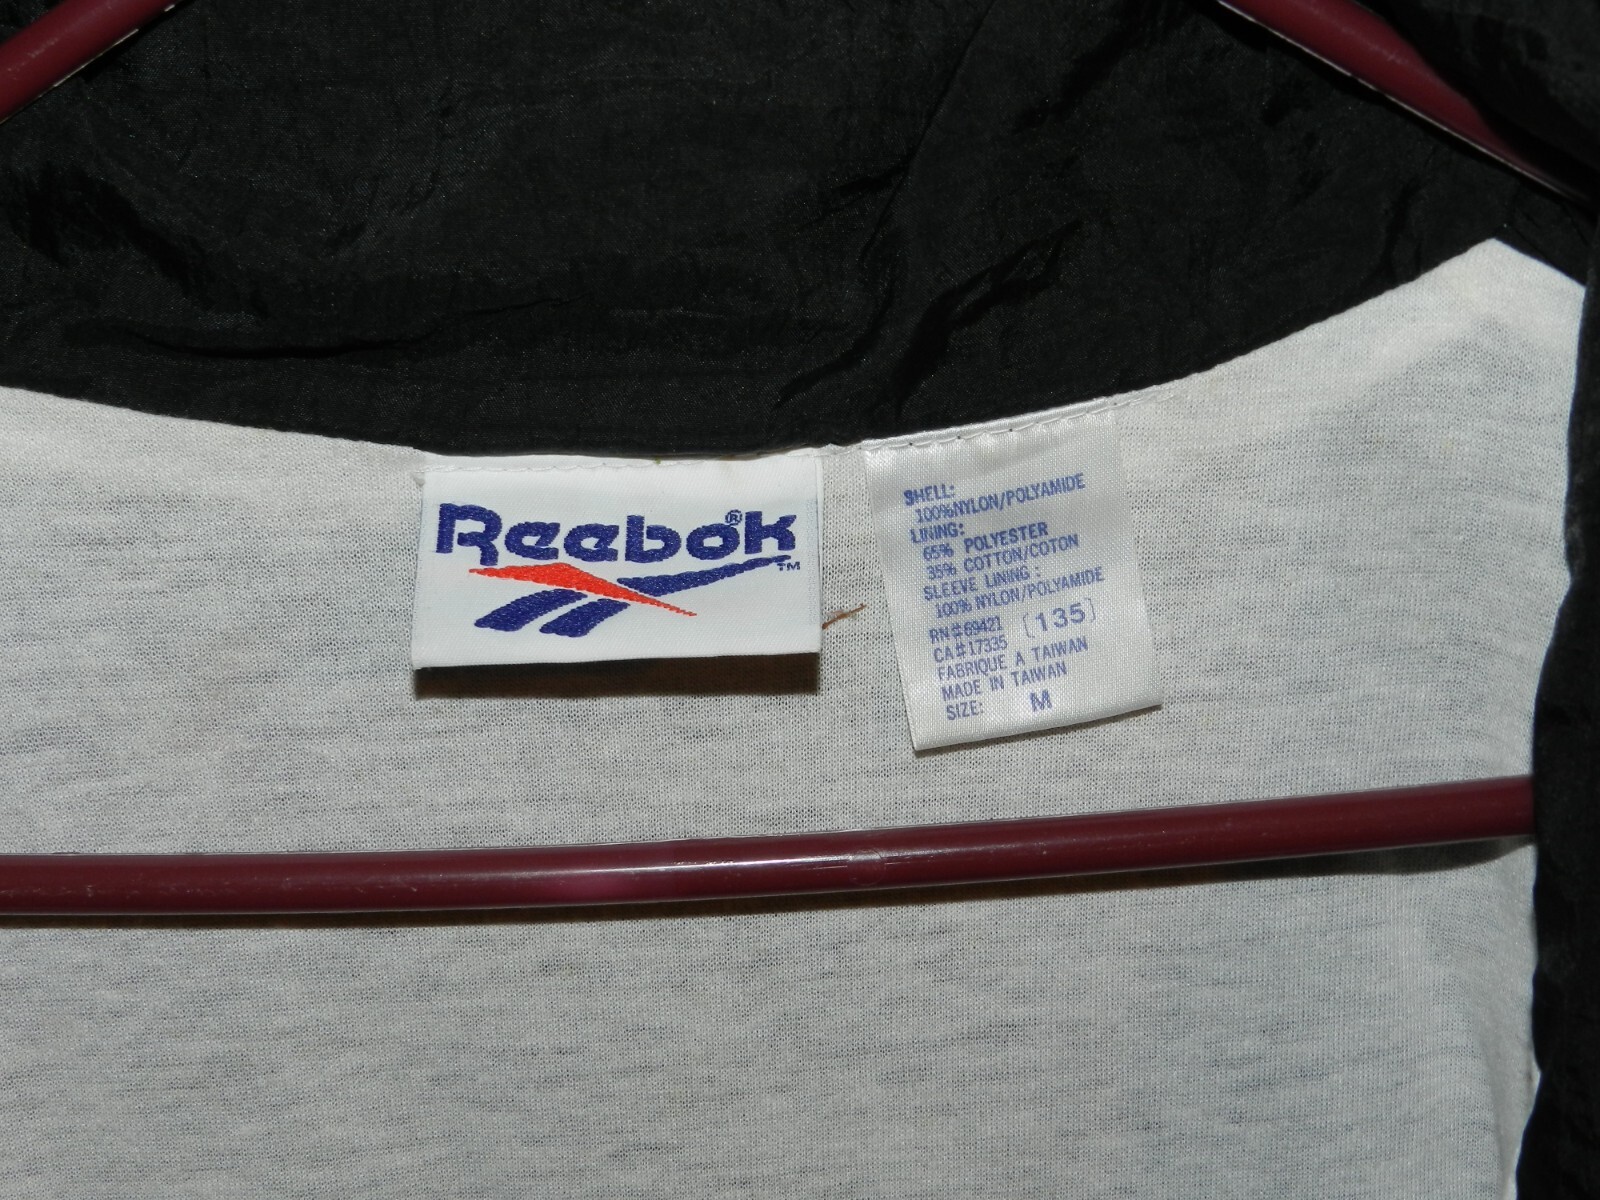 Reebok®
™
SHELL:
100%NYLON/POLYAMIDE
LINING:
65% POLYESTER
35% COTTON/COTON
SLEEVE LINING:
100% NYLON/POLYAMIDE
RN#69421 [135]
CA#17335
FABRIQUE A TAIWAN
MADE IN TAIWAN
SIZE: M